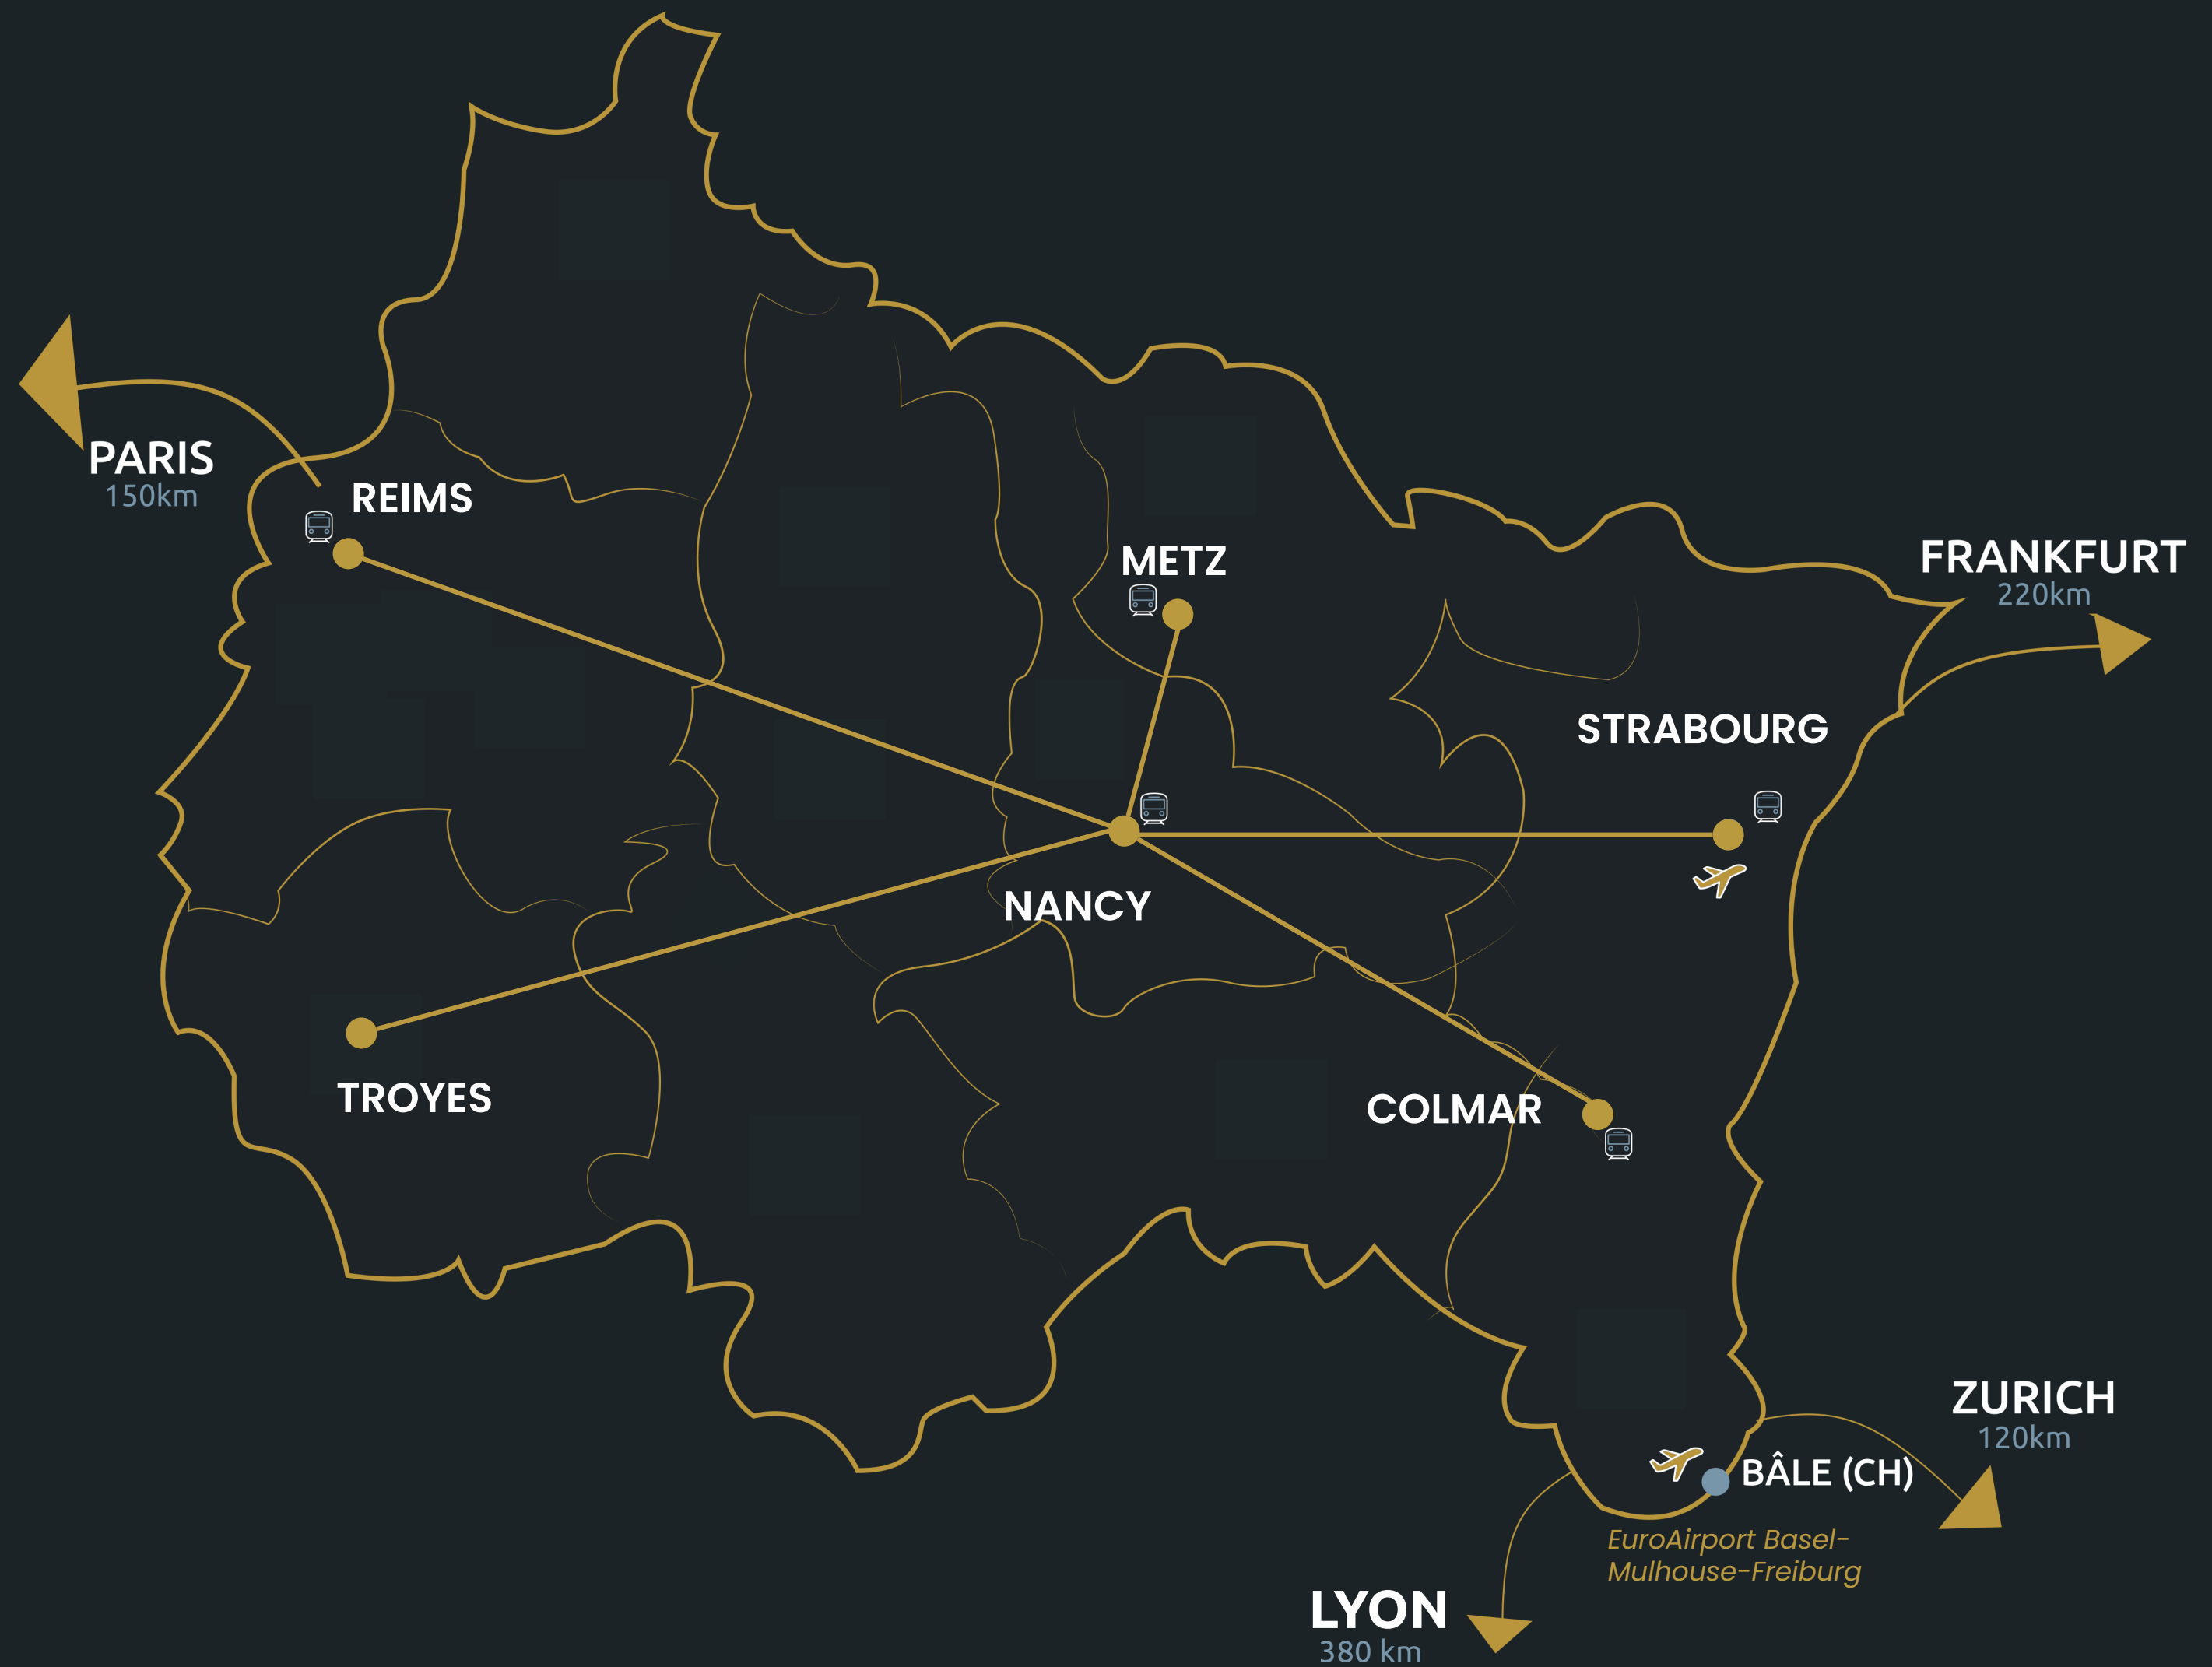 PARIS
150km
REIMS
METZ
FRANKFURT
220km
STRABOURG
NANCY
TROYES
COLMAR
ZURICH
120km
BÂLE (CH)
EuroAirport Basel-
Mulhouse-Freiburg
LYON
380 km